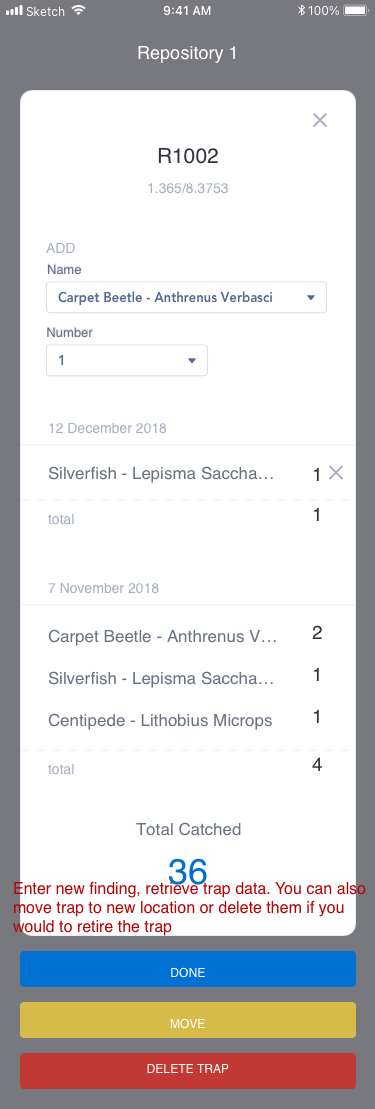 Sketch 9:41 AM 100%
Repository 1
R1002
1.365/8.3753
ADD
Name
Carpet Beetle - Anthrenus Verbasci
Number
1
12 December 2018
Silverfish - Lepisma Saccha... 1
total 1
7 November 2018
Carpet Beetle - Anthrenus V... 2
Silverfish - Lepisma Saccha... 1
Centipede - Lithobius Microps 1
total 4
Total Catched
36
Enter new finding, retrieve trap data. You can also
move trap to new location or delete them if you
would to retire the trap
DONE
MOVE
DELETE TRAP